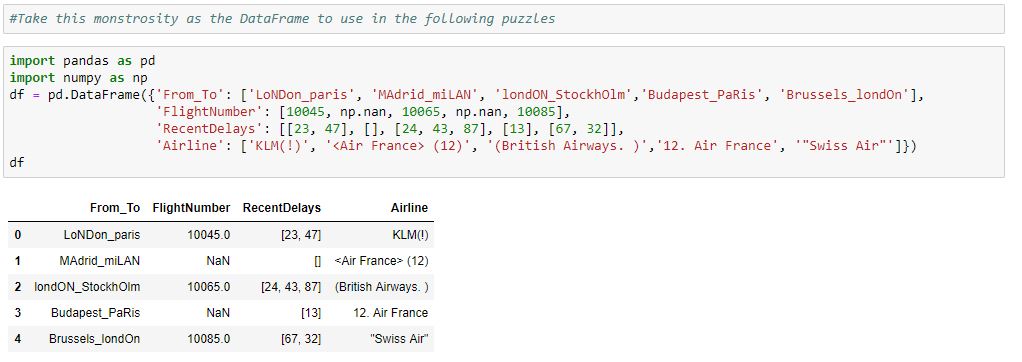 #Take this monstrosity as the DataFrame to use in the following puzzles
import pandas as pd
import numpy as np
df = pd.DataFrame({'From_To': ['LoNDon_paris', 'MAdrid_miLAN', 'londON_StockhOlm','Budapest_PaRis', 'Brussels_londOn'],
'FlightNumber': [10045, np.nan, 10065, np.nan, 10085],
'RecentDelays': [[23, 47], [], [24, 43, 87], [13], [67, 32]],
'Airline': ['KLM(!)', '<Air France> (12)', '(British Airways. )','12. Air France', '"Swiss Air"']})
df
From_To FlightNumber RecentDelays Airline
0 LoNDon_paris 10045.0 [23, 47] KLM(!)
1 MAdrid_miLAN NaN [] <Air France> (12)
2 londON_StockhOlm 10065.0 [24, 43, 87] (British Airways. )
3 Budapest_PaRis NaN [13] 12. Air France
4 Brussels_londOn 10085.0 [67, 32] "Swiss Air"